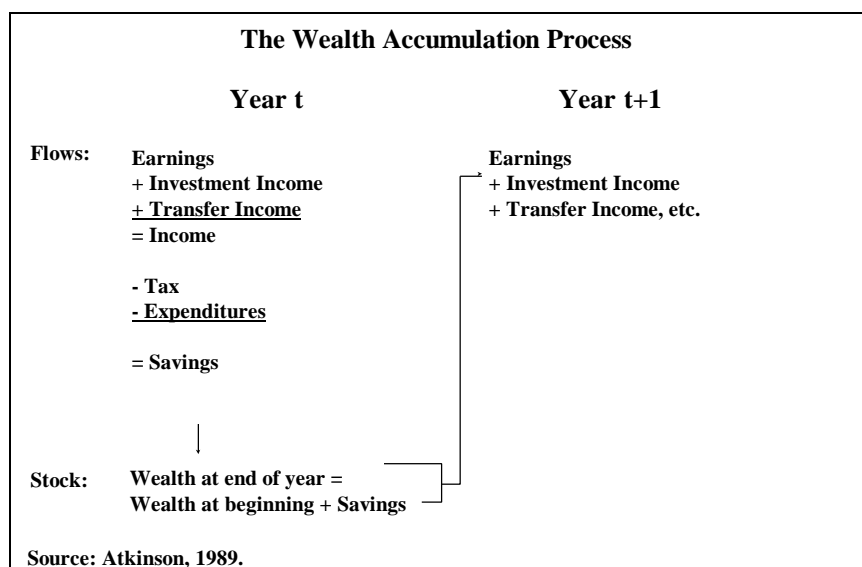 The Wealth Accumulation Process
Year t Year t+1
Flows: Earnings Earnings
+ Investment Income + Investment Income
+ Transfer Income + Transfer Income, etc.
= Income
- Tax
- Expenditures
= Savings
Stock: Wealth at end of year =
Wealth at beginning + Savings
Source: Atkinson, 1989.